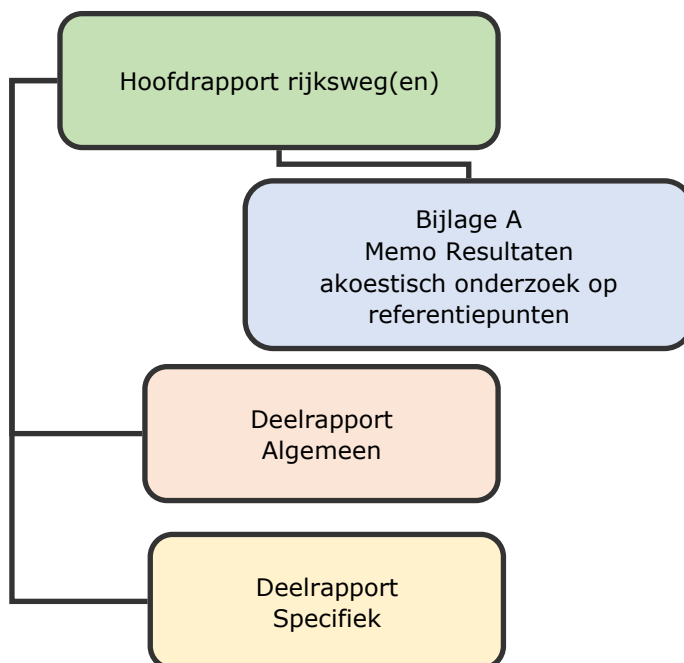 Hoofdrapport rijksweg(en)
Bijlage A
Memo Resultaten
akoestisch onderzoek op
referentiepunten
Deelrapport
Algemeen
Deelrapport
Specifiek